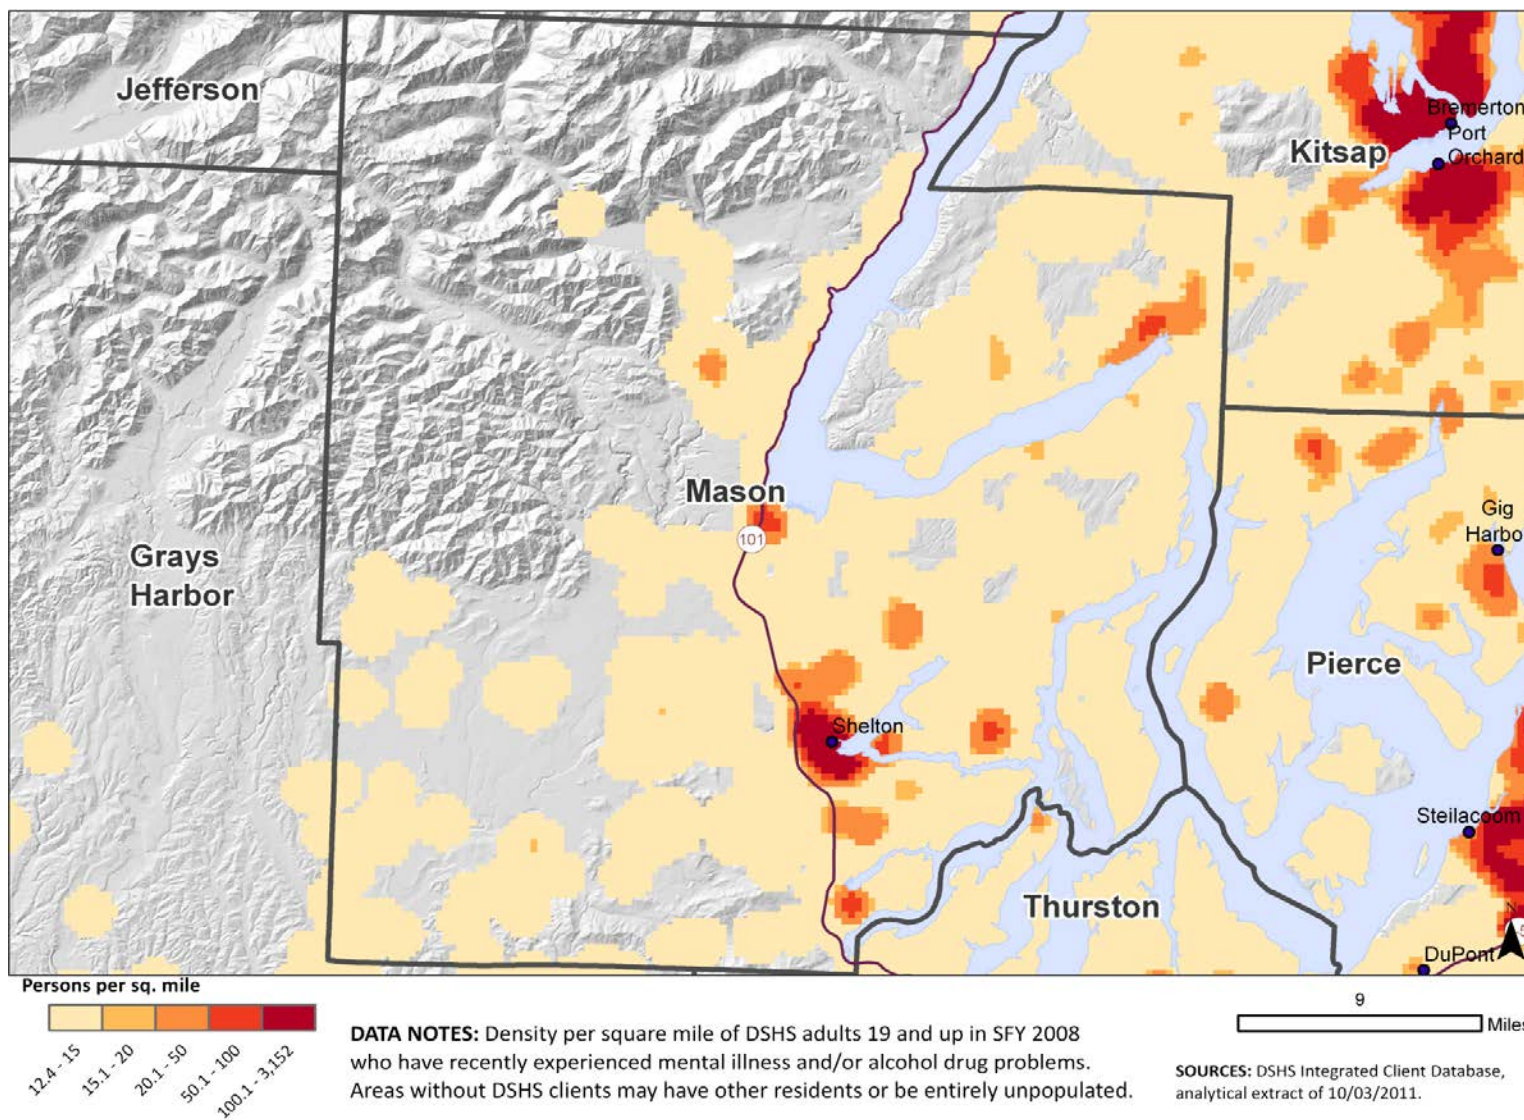 Jefferson
Bremerton
Port
Orchard
Kitsap
Mason
101
Grays
Harbor
Gig
Harbo
Pierce
Shelton
Steilacoom
Thurston
N
DuPont
Persons per sq. mile
12.4 - 15
15.1 - 20
20.1 - 50
50.1 - 100
100.1 - 3,152
DATA NOTES: Density per square mile of DSHS adults 19 and up in SFY 2008
who have recently experienced mental illness and/or alcohol drug problems.
Areas without DSHS clients may have other residents or be entirely unpopulated.
9
Miles
SOURCES: DSHS Integrated Client Database,
analytical extract of 10/03/2011.